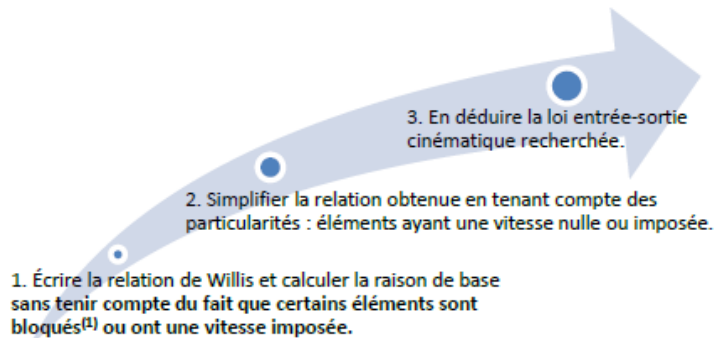 3. En déduire la loi entrée-sortie
cinématique recherchée.
2. Simplifier la relation obtenue en tenant compte des
particularités : éléments ayant une vitesse nulle ou imposée.
1. Écrire la relation de Willis et calculer la raison de base
sans tenir compte du fait que certains éléments sont
bloqués(1) ou ont une vitesse imposée.